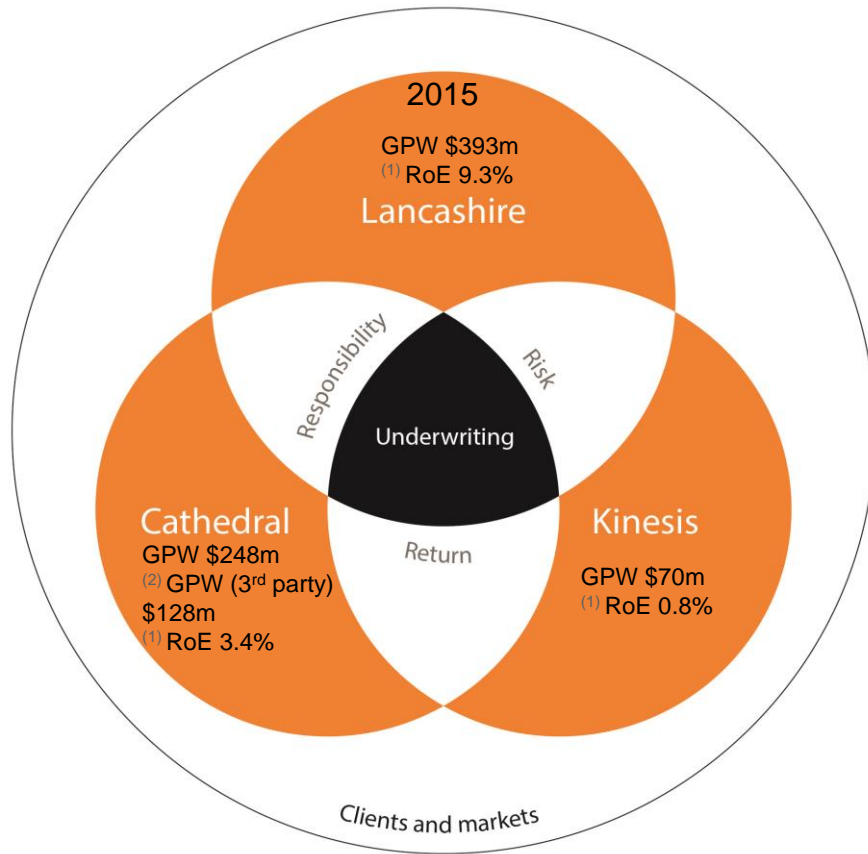 2015
GPW $393m
(1) RoE 9.3%
Lancashire
Responsibility
Risk
Underwriting
Cathedral
GPW $248m
(2) GPW (3rd party)
$128m
(1) RoE 3.4%
Return
Kinesis
GPW $70m
(1) RoE 0.8%
Clients and markets